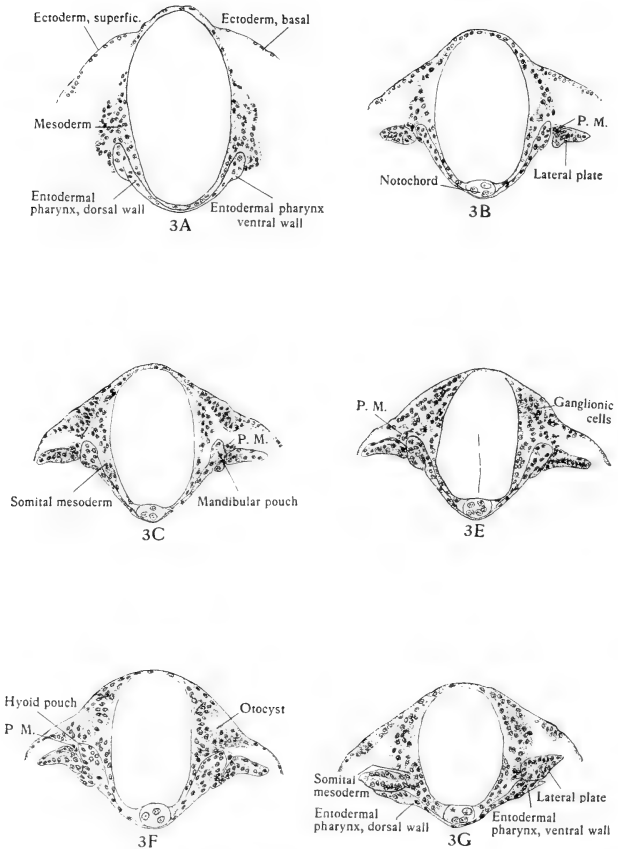 Ectoderm, superfic.
Ectoderm, basal
Mesoderm
Entodermal
pharynx, dorsal wall
Entodermal pharynx
ventral wall
3A
P. M.
Lateral plate
Notochord
3B
P. M.
Somital mesoderm
Mandibular pouch
3C
P. M.
Ganglionic
cells
3E
Hyoid pouch
P M.
Otocyst
3F
Somital
mesoderm
Entodermal
pharynx, dorsal wall
Lateral plate
Entodermal
pharynx, ventral wall
3G